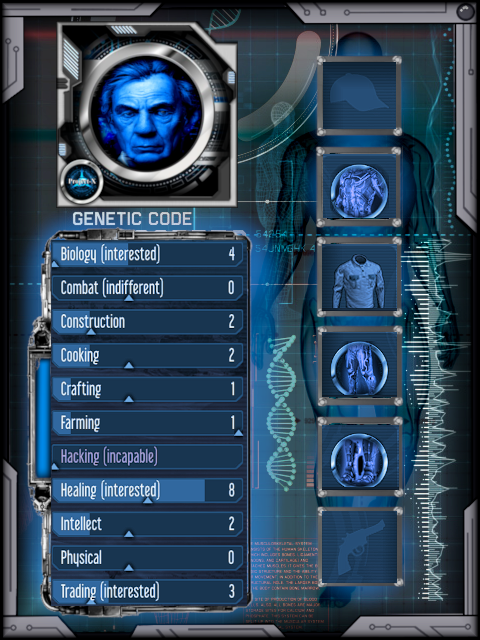 Project-X
GENETIC CODE
Biology (interested) 4
Combat (indifferent) 0
Construction 2
Cooking 2
Crafting 1
Farming 1
Hacking (incapable)
Healing (interested) 8
Intellect 2
Physical 0
Trading (interested) 3